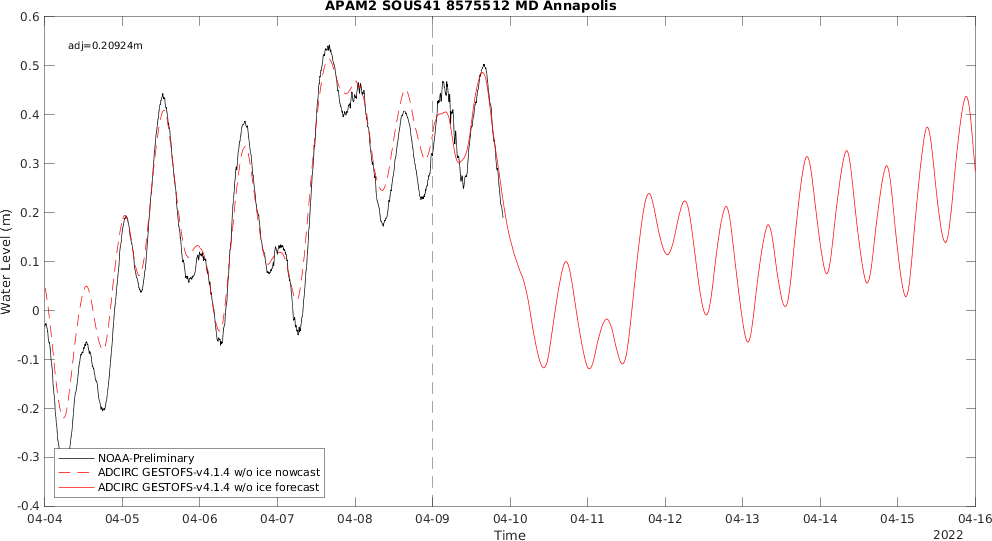 APAM2 SOUS41 8575512 MD Annapolis
adj=0.20924m
Water Level (m)
0.6
0.5
0.4
0.3
0.2
0.1
0
-0.1
-0.2
-0.3
-0.4
NOAA-Preliminary
ADCIRC GESTOFS-v4.1.4 w/o ice nowcast
ADCIRC GESTOFS-v4.1.4 w/o ice forecast
04-04 04-05 04-06 04-07 04-08 04-09 04-10 04-11 04-12 04-13 04-14 04-15 04-16
Time
2022